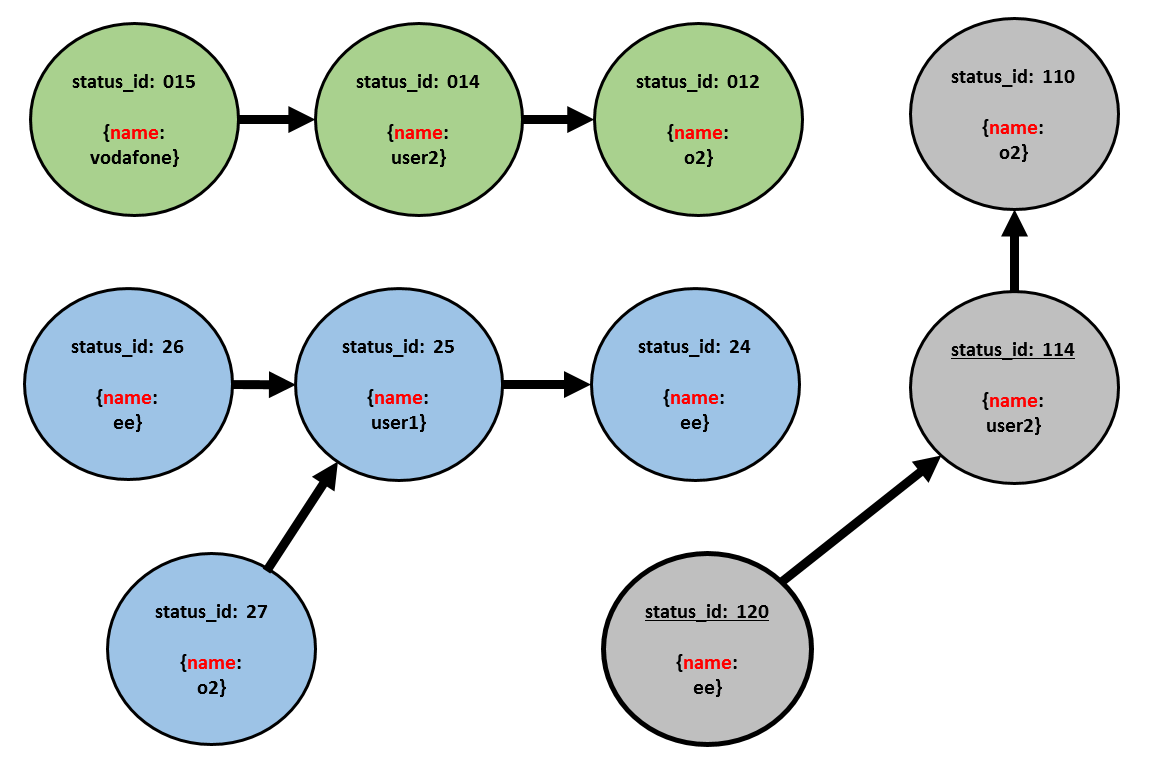 status_id: 015
{name:
vodafone}
status_id: 014
{name:
user2}
status_id: 012
{name:
o2}
status_id: 110
{name:
o2}
status_id: 26
{name:
ee}
status_id: 25
{name:
user1}
status_id: 24
{name:
ee}
status_id: 114
{name:
user2}
status_id: 27
{name:
o2}
status_id: 120
{name:
ee}